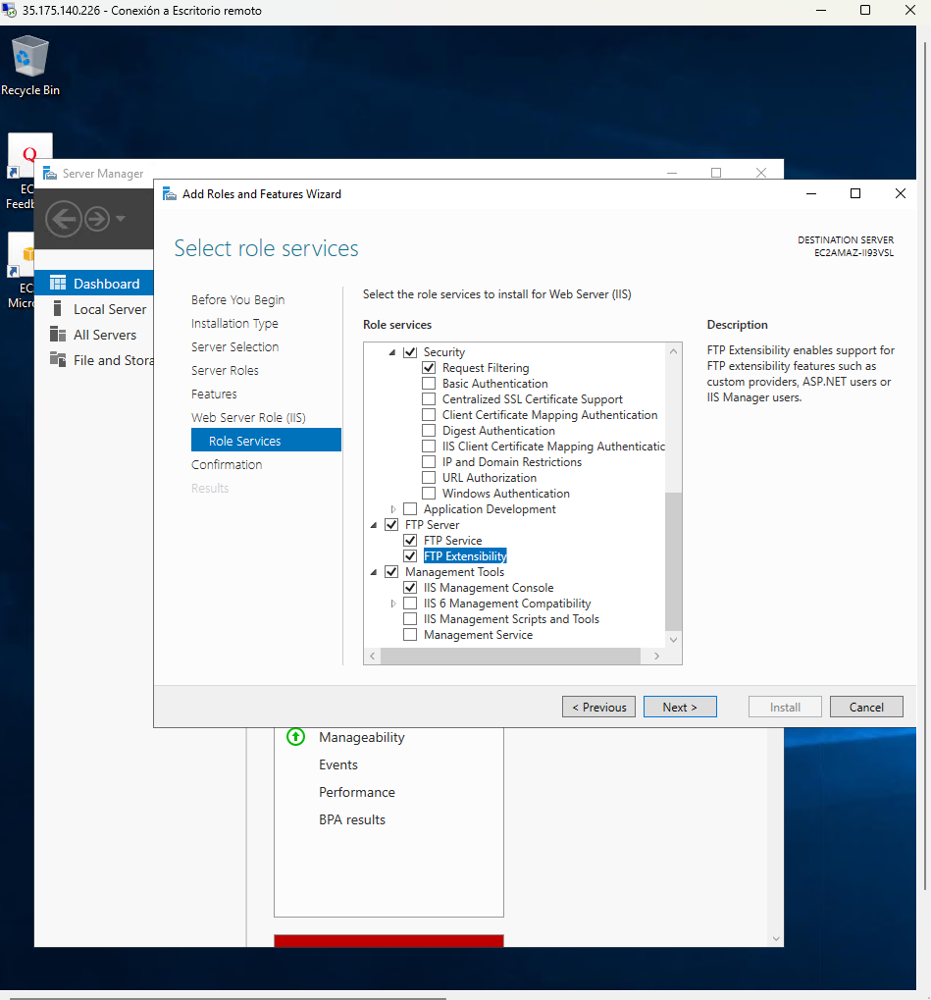 35.175.140.226 - Conexión a Escritorio remoto
Recycle Bin
Q
EC
Feedb
EC
Micro
Server Manager
Dashboard
Local Server
All Servers
File and Stora
Add Roles and Features Wizard
Select role services
DESTINATION SERVER
EC2AMAZ-II93VSL
Before You Begin
Installation Type
Server Selection
Server Roles
Features
Web Server Role (IIS)
Role Services
Confirmation
Results
Select the role services to install for Web Server (IIS)
Role services
Security
Request Filtering
Basic Authentication
Centralized SSL Certificate Support
Client Certificate Mapping Authentication
Digest Authentication
IIS Client Certificate Mapping Authenticatic
IP and Domain Restrictions
URL Authorization
Windows Authentication
Application Development
FTP Server
FTP Service
FTP Extensibility
Management Tools
IIS Management Console
IIS 6 Management Compatibility
IIS Management Scripts and Tools
Management Service
Description
FTP Extensibility enables support for
FTP extensibility features such as
custom providers, ASP.NET users or
IIS Manager users.
< Previous
Next >
Install
Cancel
Manageability
Events
Performance
BPA results